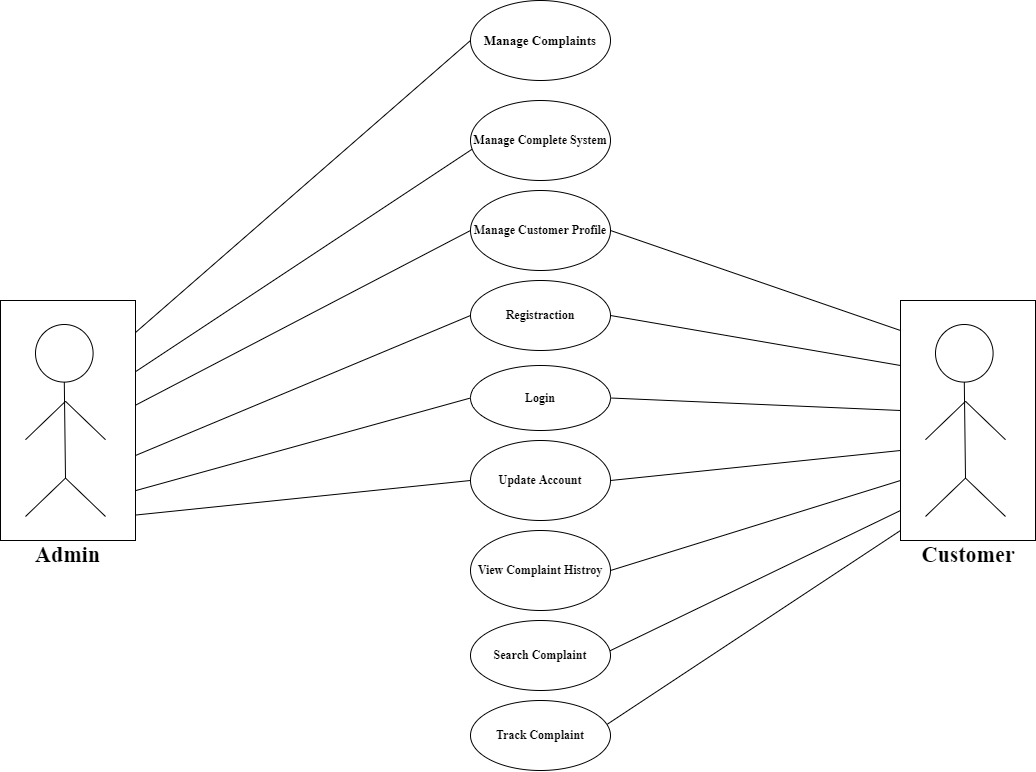 Manage Complaints
Manage Complete System
Manage Customer Profile
Registraction
Login
Update Account
Admin
Customer
View Complaint Histroy
Search Complaint
Track Complaint